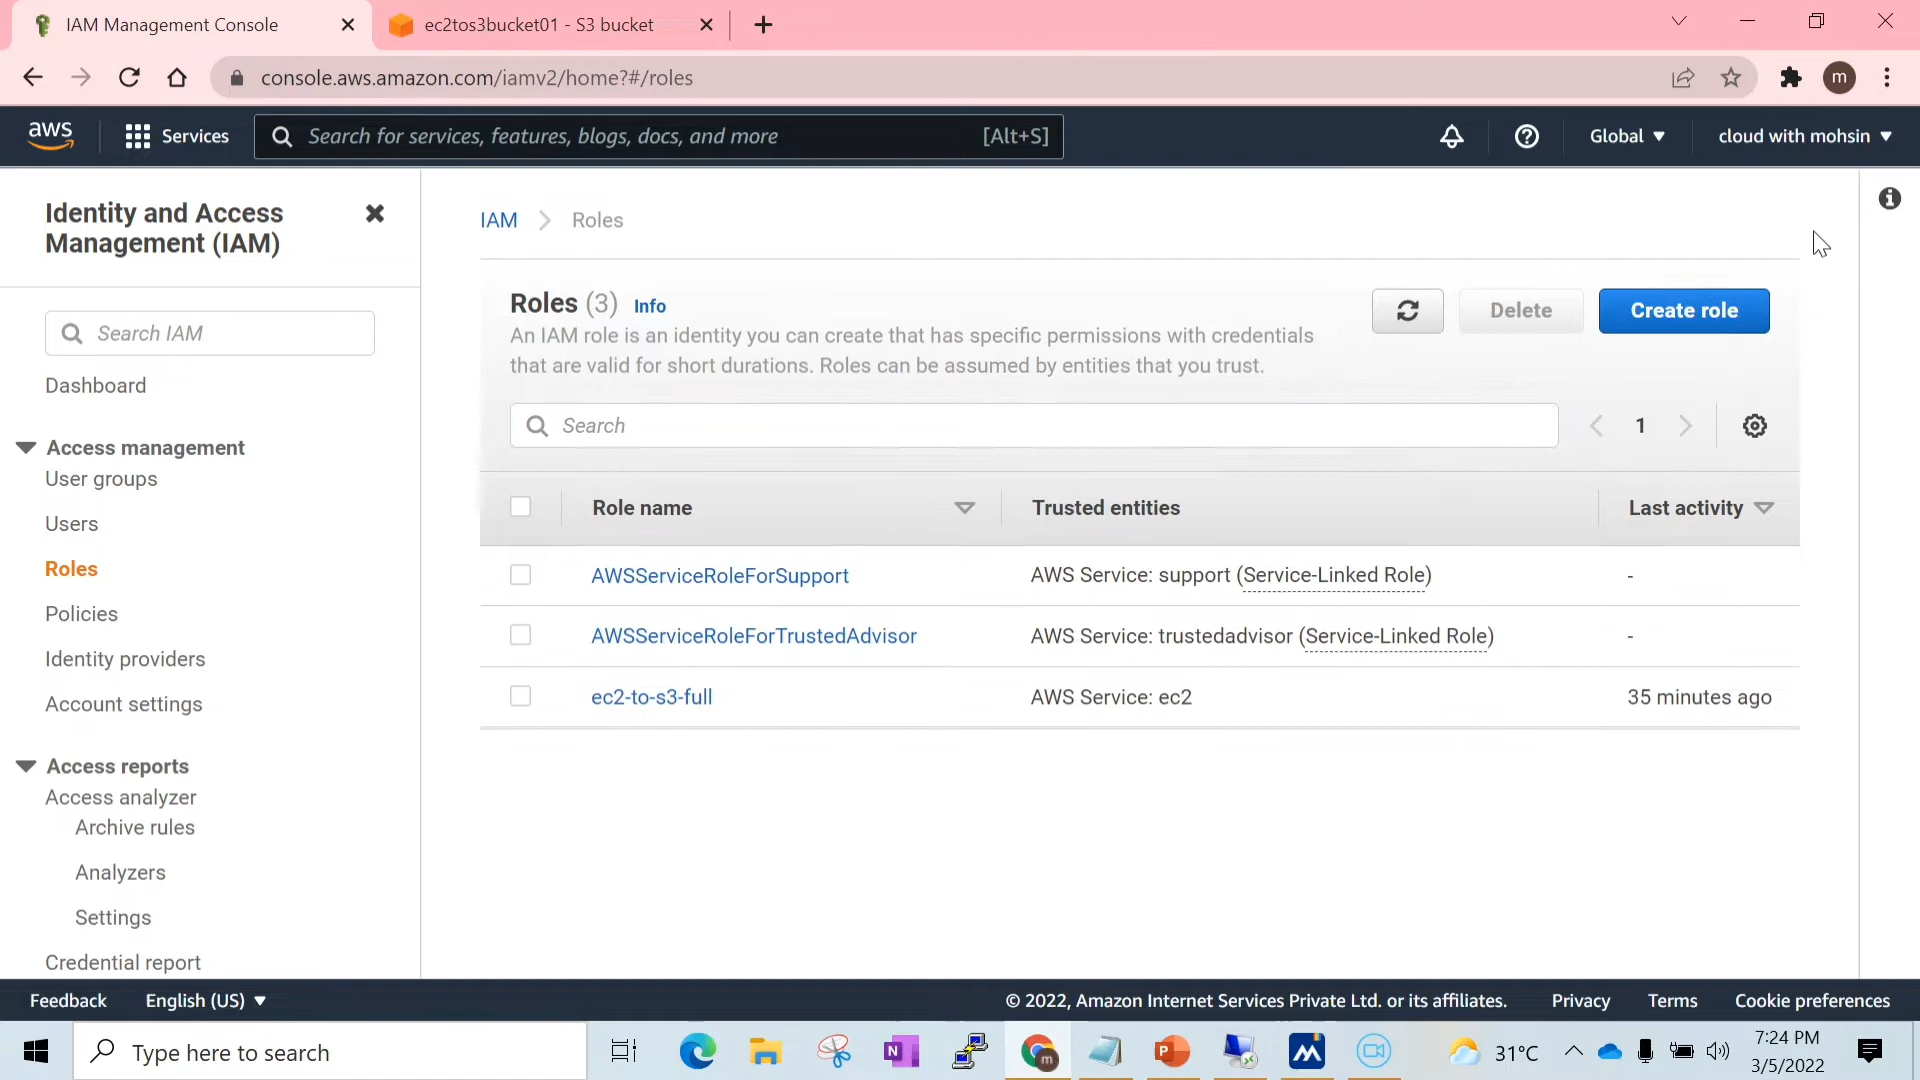 IAM Management Console
ec2tos3bucket01 - S3 bucket
console.aws.amazon.com/iamv2/home?#/roles
m
aws
Services
Search for services, features, blogs, docs, and more
[Alt+S]
Global
cloud with mohsin
Identity and Access
Management (IAM)
Search IAM
Dashboard
Access management
User groups
Users
Roles
Policies
Identity providers
Account settings
Access reports
Access analyzer
Archive rules
Analyzers
Settings
Credential report
IAM
Roles
Roles (3) Info
An IAM role is an identity you can create that has specific permissions with credentials
that are valid for short durations. Roles can be assumed by entities that you trust.
Delete
Create role
Search
1
Role name Trusted entities Last activity
AWSServiceRoleForSupport AWS Service: support (Service-Linked Role) -
AWSServiceRoleForTrustedAdvisor AWS Service: trustedadvisor (Service-Linked Role) -
ec2-to-s3-full AWS Service: ec2 35 minutes ago
Feedback
English (US)
© 2022, Amazon Internet Services Private Ltd. or its affiliates.
Privacy
Terms
Cookie preferences
Type here to search
31°C
7:24 PM
3/5/2022